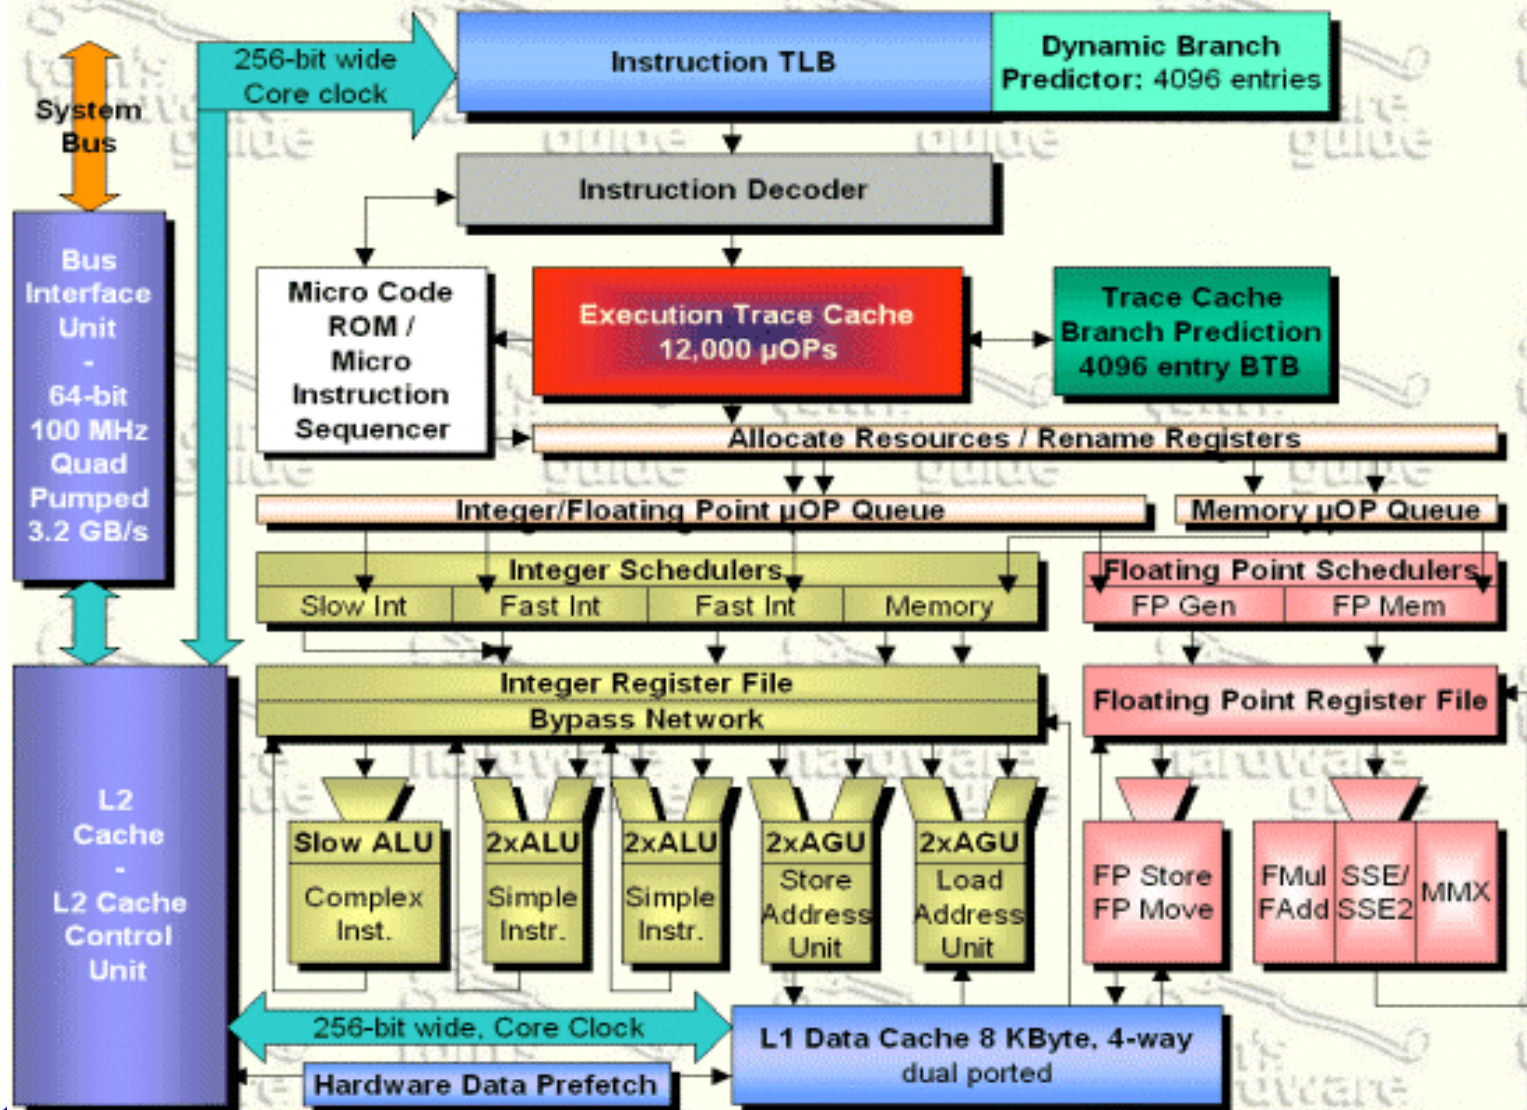 256-bit wide
Core clock
Instruction TLB
Dynamic Branch
Predictor: 4096 entries
System
Bus
Instruction Decoder
Bus
Interface
Unit
-
64-bit
100 MHz
Quad
Pumped
3.2 GB/s
Micro Code
ROM /
Micro
Instruction
Sequencer
Execution Trace Cache
12,000 µOPs
Trace Cache
Branch Prediction
4096 entry BTB
Allocate Resources / Rename Registers
Integer/Floating Point µOP Queue
Memory µOP Queue
Integer Schedulers
Slow Int
Fast Int
Fast Int
Memory
Floating Point Schedulers
FP Gen
FP Mem
Integer Register File
Bypass Network
Floating Point Register File
L2
Cache
-
L2 Cache
Control
Unit
Slow ALU
Complex
Inst.
2xALU
Simple
Instr.
2xALU
Simple
Instr.
2xAGU
Store
Address
Unit
2xAGU
Load
Address
Unit
FP Store
FP Move
FMul
FAdd
SSE/
SSE2
MMX
256-bit wide, Core Clock
L1 Data Cache 8 KByte, 4-way
dual ported
Hardware Data Prefetch